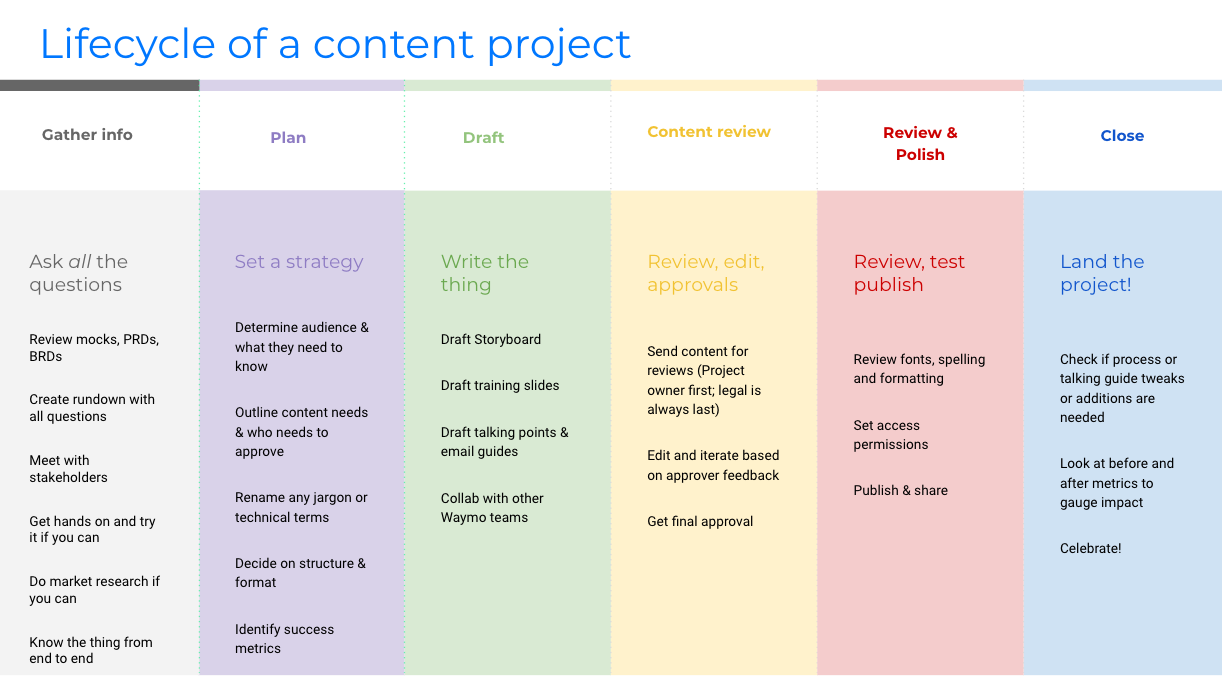 Lifecycle of a content project
Gather info
Plan
Draft
Content review
Review &
Polish
Close
Ask all the
questions
Review mocks, PRDs,
BRDs
Create rundown with
all questions
Meet with
stakeholders
Get hands on and try
it if you can
Do market research if
you can
Know the thing from
end to end
Set a strategy
Determine audience &
what they need to
know
Outline content needs
& who needs to
approve
Rename any jargon or
technical terms
Decide on structure &
format
Identify success
metrics
Write the
thing
Draft Storyboard
Draft training slides
Draft talking points &
email guides
Collab with other
Waymo teams
Review, edit,
approvals
Send content for
reviews (Project
owner first; legal is
always last)
Edit and iterate based
on approver feedback
Get final approval
Review, test
publish
Review fonts, spelling
and formatting
Set access
permissions
Publish & share
Land the
project!
Check if process or
talking guide tweaks
or additions are
needed
Look at before and
after metrics to
gauge impact
Celebrate!